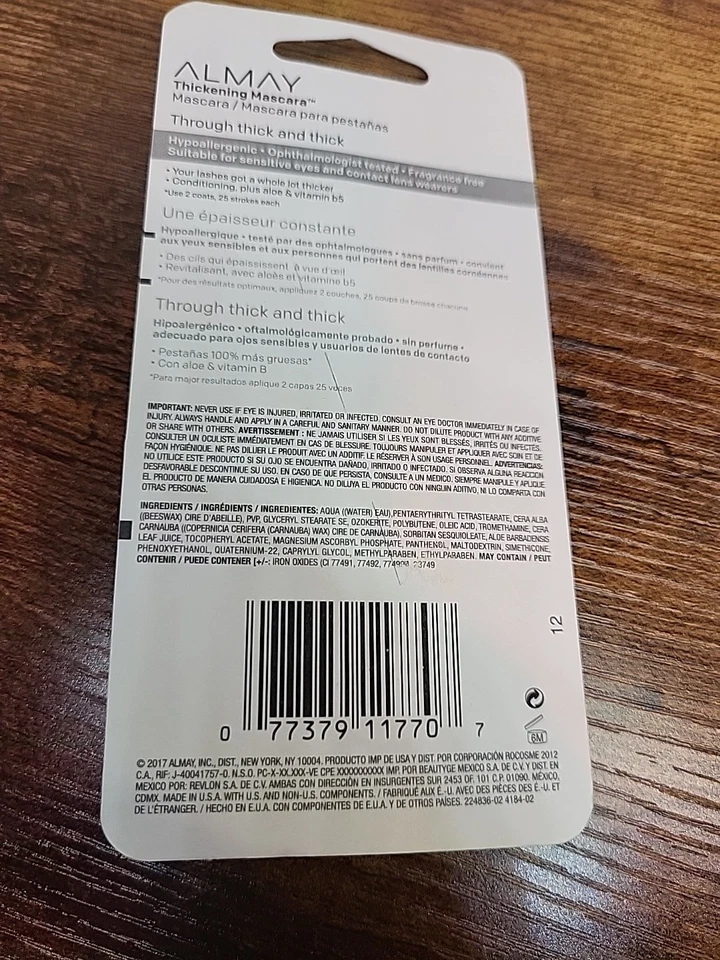 ALMAY
Thickening Mascara™
Mascara / Mascara para pestañas
Through thick and thick
Hypoallergenic • Ophthalmologist tested • Fragrance free
Suitable for sensitive eyes and contact lens wearers
• Your lashes got a whole lot thicker
• Conditioning, plus aloe & vitamin b5
*Use 2 coats, 25 strokes each
Une épaisseur constante
Hypoallergique • testé par des ophtalmologues • sans parfum • convient
aux yeux sensibles et aux personnes qui portent des lentilles cornéennes
• Des cils qui épaississent à vue d'œil
• Revitalisant, avec aloès et vitamine b5
*Pour des résultats optimaux, appliquez 2 couches, 25 coups de brosse chacune
Through thick and thick
Hipoalergénico • oftalmológicamente probado • sin perfume •
adecuado para ojos sensibles y usuarios de lentes de contacto
• Pestañas 100% más gruesas*
• Con aloe & vitamin B
*Para major resultados aplique 2 capas 25 veces
IMPORTANT: NEVER USE IF EYE IS INJURED, IRRITATED OR INFECTED. CONSULT AN EYE DOCTOR IMMEDIATELY IN CASE OF
INJURY. ALWAYS HANDLE AND APPLY IN A CAREFUL AND SANITARY MANNER. DO NOT DILUTE PRODUCT WITH ANY ADDITIVE
OR SHARE WITH OTHERS. AVERTISSEMENT : NE JAMAIS UTILISER SI LES YEUX SONT BLESSÉS, IRRITÉS OU INFECTÉS.
CONSULTER UN OCULISTE IMMÉDIATEMENT EN CAS DE BLESSURE. TOUJOURS MANIPULER ET APPLIQUER AVEC SOIN ET DE
FAÇON HYGIÉNIQUE. NE PAS DILUER LE PRODUIT AVEC UN ADDITIF. LE RÉSERVER À SON USAGE PERSONNEL. ADVERTENCIAS:
NO UTILICE ESTE PRODUCTO SI SU OJO SE ENCUENTRA DAÑADO, IRRITADO O INFECTADO. SI OBSERVA ALGUNA REACCION
DESFAVORABLE DESCONTINUE SU USO. EN CASO DE QUE PERSISTA, CONSULTE A UN MEDICO. SIEMPRE MANIPULE Y APLIQUE
EL PRODUCTO DE MANERA CUIDADOSA E HIGIENICA. NO DILUYA EL PRODUCTO CON NINGUN ADITIVO, NI LO COMPARTA CON
OTRAS PERSONAS.
INGREDIENTS / INGRÉDIENTS / INGREDIENTES: AQUA ((WATER) EAU),PENTAERYTHRITYL TETRASTEARATE, CERA ALBA
((BEESWAX) CIRE D'ABEILLE), PVP, GLYCERYL STEARATE SE, OZOKERITE, POLYBUTENE, OLEIC ACID, TROMETHAMINE, CERA
CARNAUBA ((COPERNICIA CERIFERA (CARNAUBA) WAX) CIRE DE CARNAUBA), SORBITAN SESQUIOLEATE, ALOE BARBADENSIS
LEAF JUICE, TOCOPHERYL ACETATE, MAGNESIUM ASCORBYL PHOSPHATE, PANTHENOL, MALTODEXTRIN, SIMETHICONE,
PHENOXYETHANOL, QUATERNIUM-22, CAPRYLYL GLYCOL, METHYLPARABEN, ETHYLPARABEN. MAY CONTAIN / PEUT
CONTENIR / PUEDE CONTENER [+/-: IRON OXIDES (CI 77491, 77492, 77499)
12
0 77379 11770 7
6M
© 2017 ALMAY, INC., DIST., NEW YORK, NY 10004. PRODUCTO IMP DE USA Y DIST. POR CORPORACIÓN ROCOSME 2012
C.A., RIF: J-40041757-0. N.S.O. PC-X-XX.XXX-VE CPE XXXXXXXXXX IMP. POR BEAUTYGE MEXICO S.A. DE C.V. Y DIST. EN
MEXICO POR: REVLON S.A. DE C.V. AMBAS CON DIRECCIÓN EN INSURGENTES SUR 2453 OF. 101 C.P. 01090. MÉXICO,
CDMX. MADE IN U.S.A. WITH U.S. AND NON-U.S. COMPONENTS. / FABRIQUÉ AUX É.-U. AVEC DES PIÈCES DES É.-U. ET
DE L'ÉTRANGER. / HECHO EN E.U.A. CON COMPONENTES DE E.U.A. Y DE OTROS PAÍSES. 224836-02 4184-02